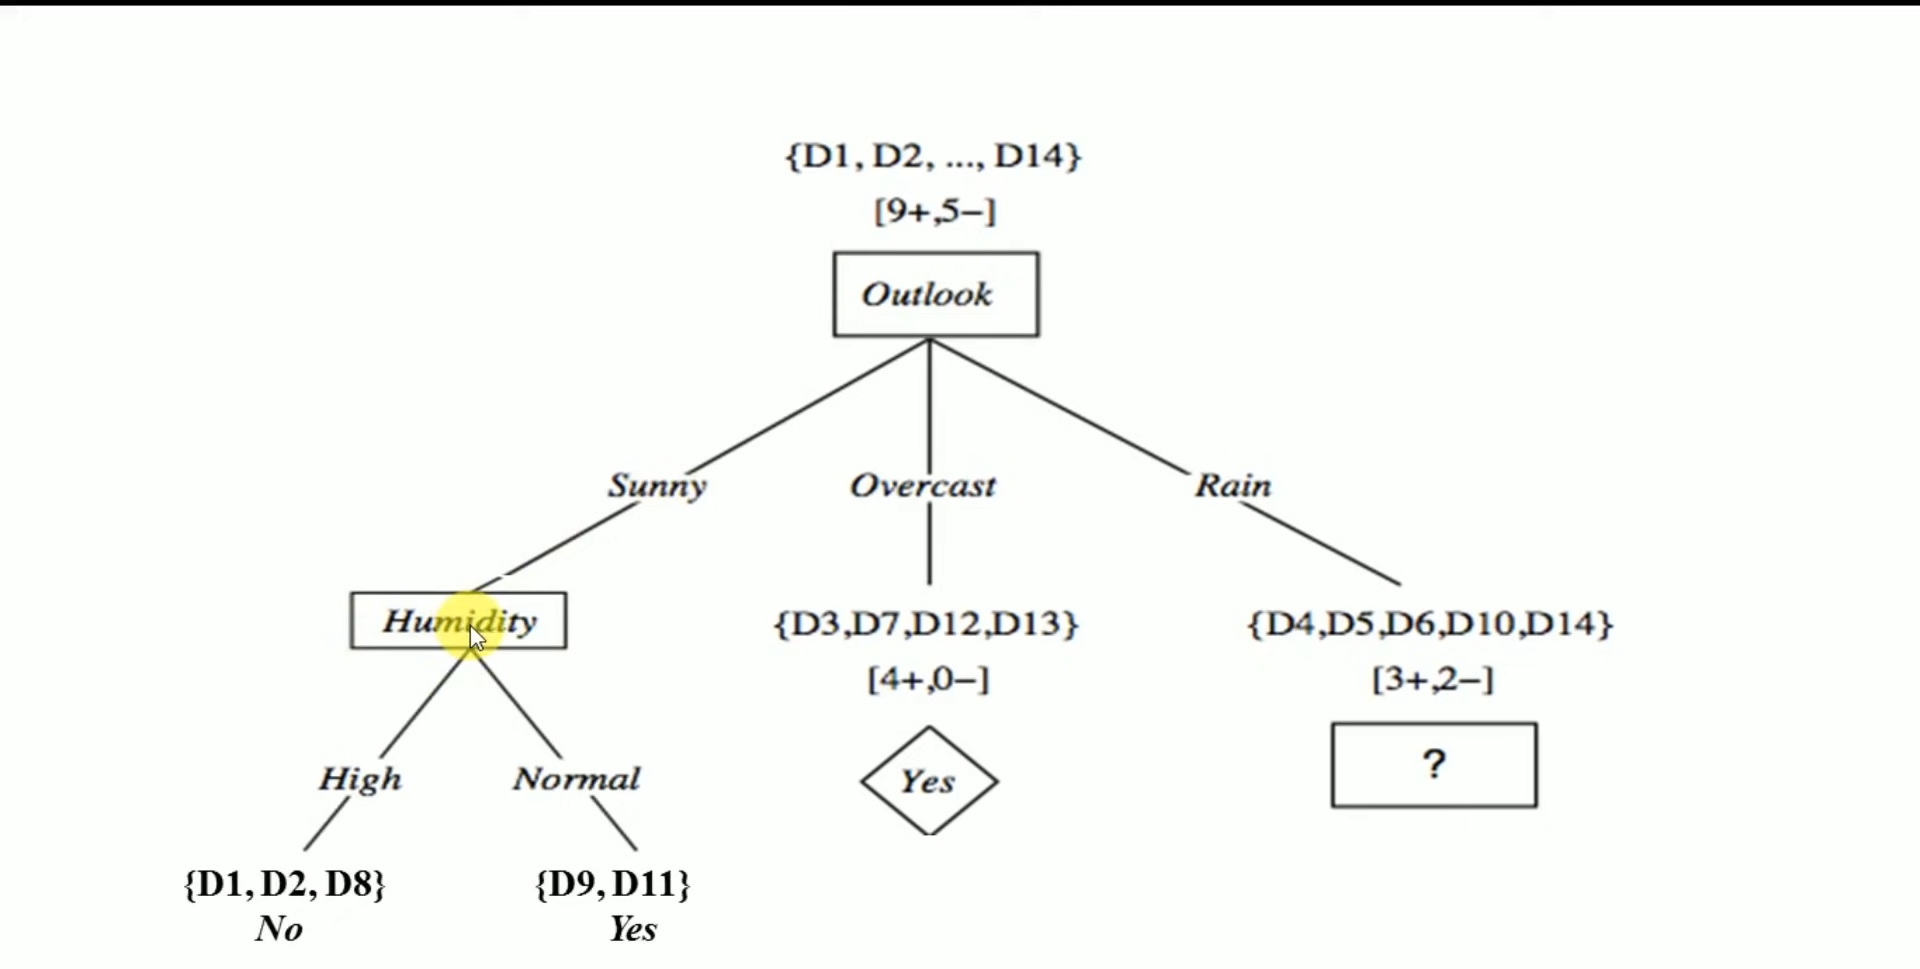 {D1, D2, ..., D14}
[9+,5−]
Outlook
Sunny
Overcast
Rain
Humidity
{D3,D7,D12,D13}
{D4,D5,D6,D10,D14}
[4+,0−]
[3+,2−]
High
Normal
Yes
?
{D1, D2, D8}
{D9, D11}
No
Yes